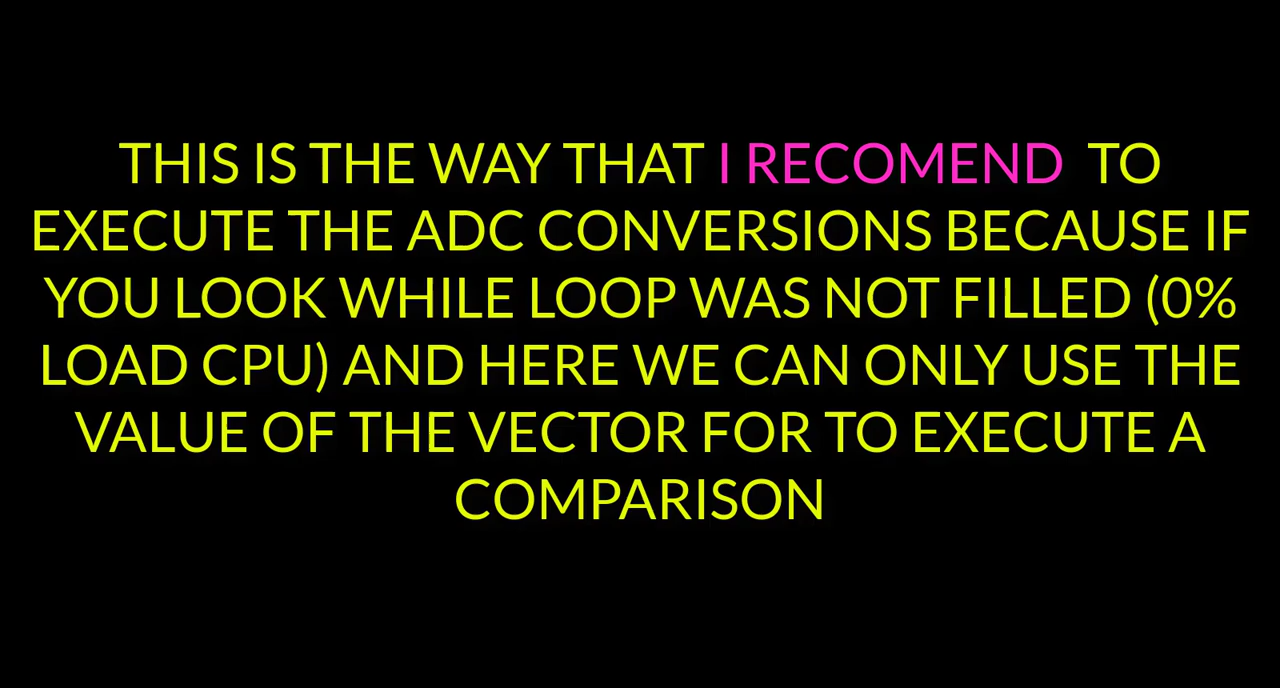 THIS IS THE WAY THAT I RECOMEND TO
EXECUTE THE ADC CONVERSIONS BECAUSE IF
YOU LOOK WHILE LOOP WAS NOT FILLED (0%
LOAD CPU) AND HERE WE CAN ONLY USE THE
VALUE OF THE VECTOR FOR TO EXECUTE A
COMPARISON